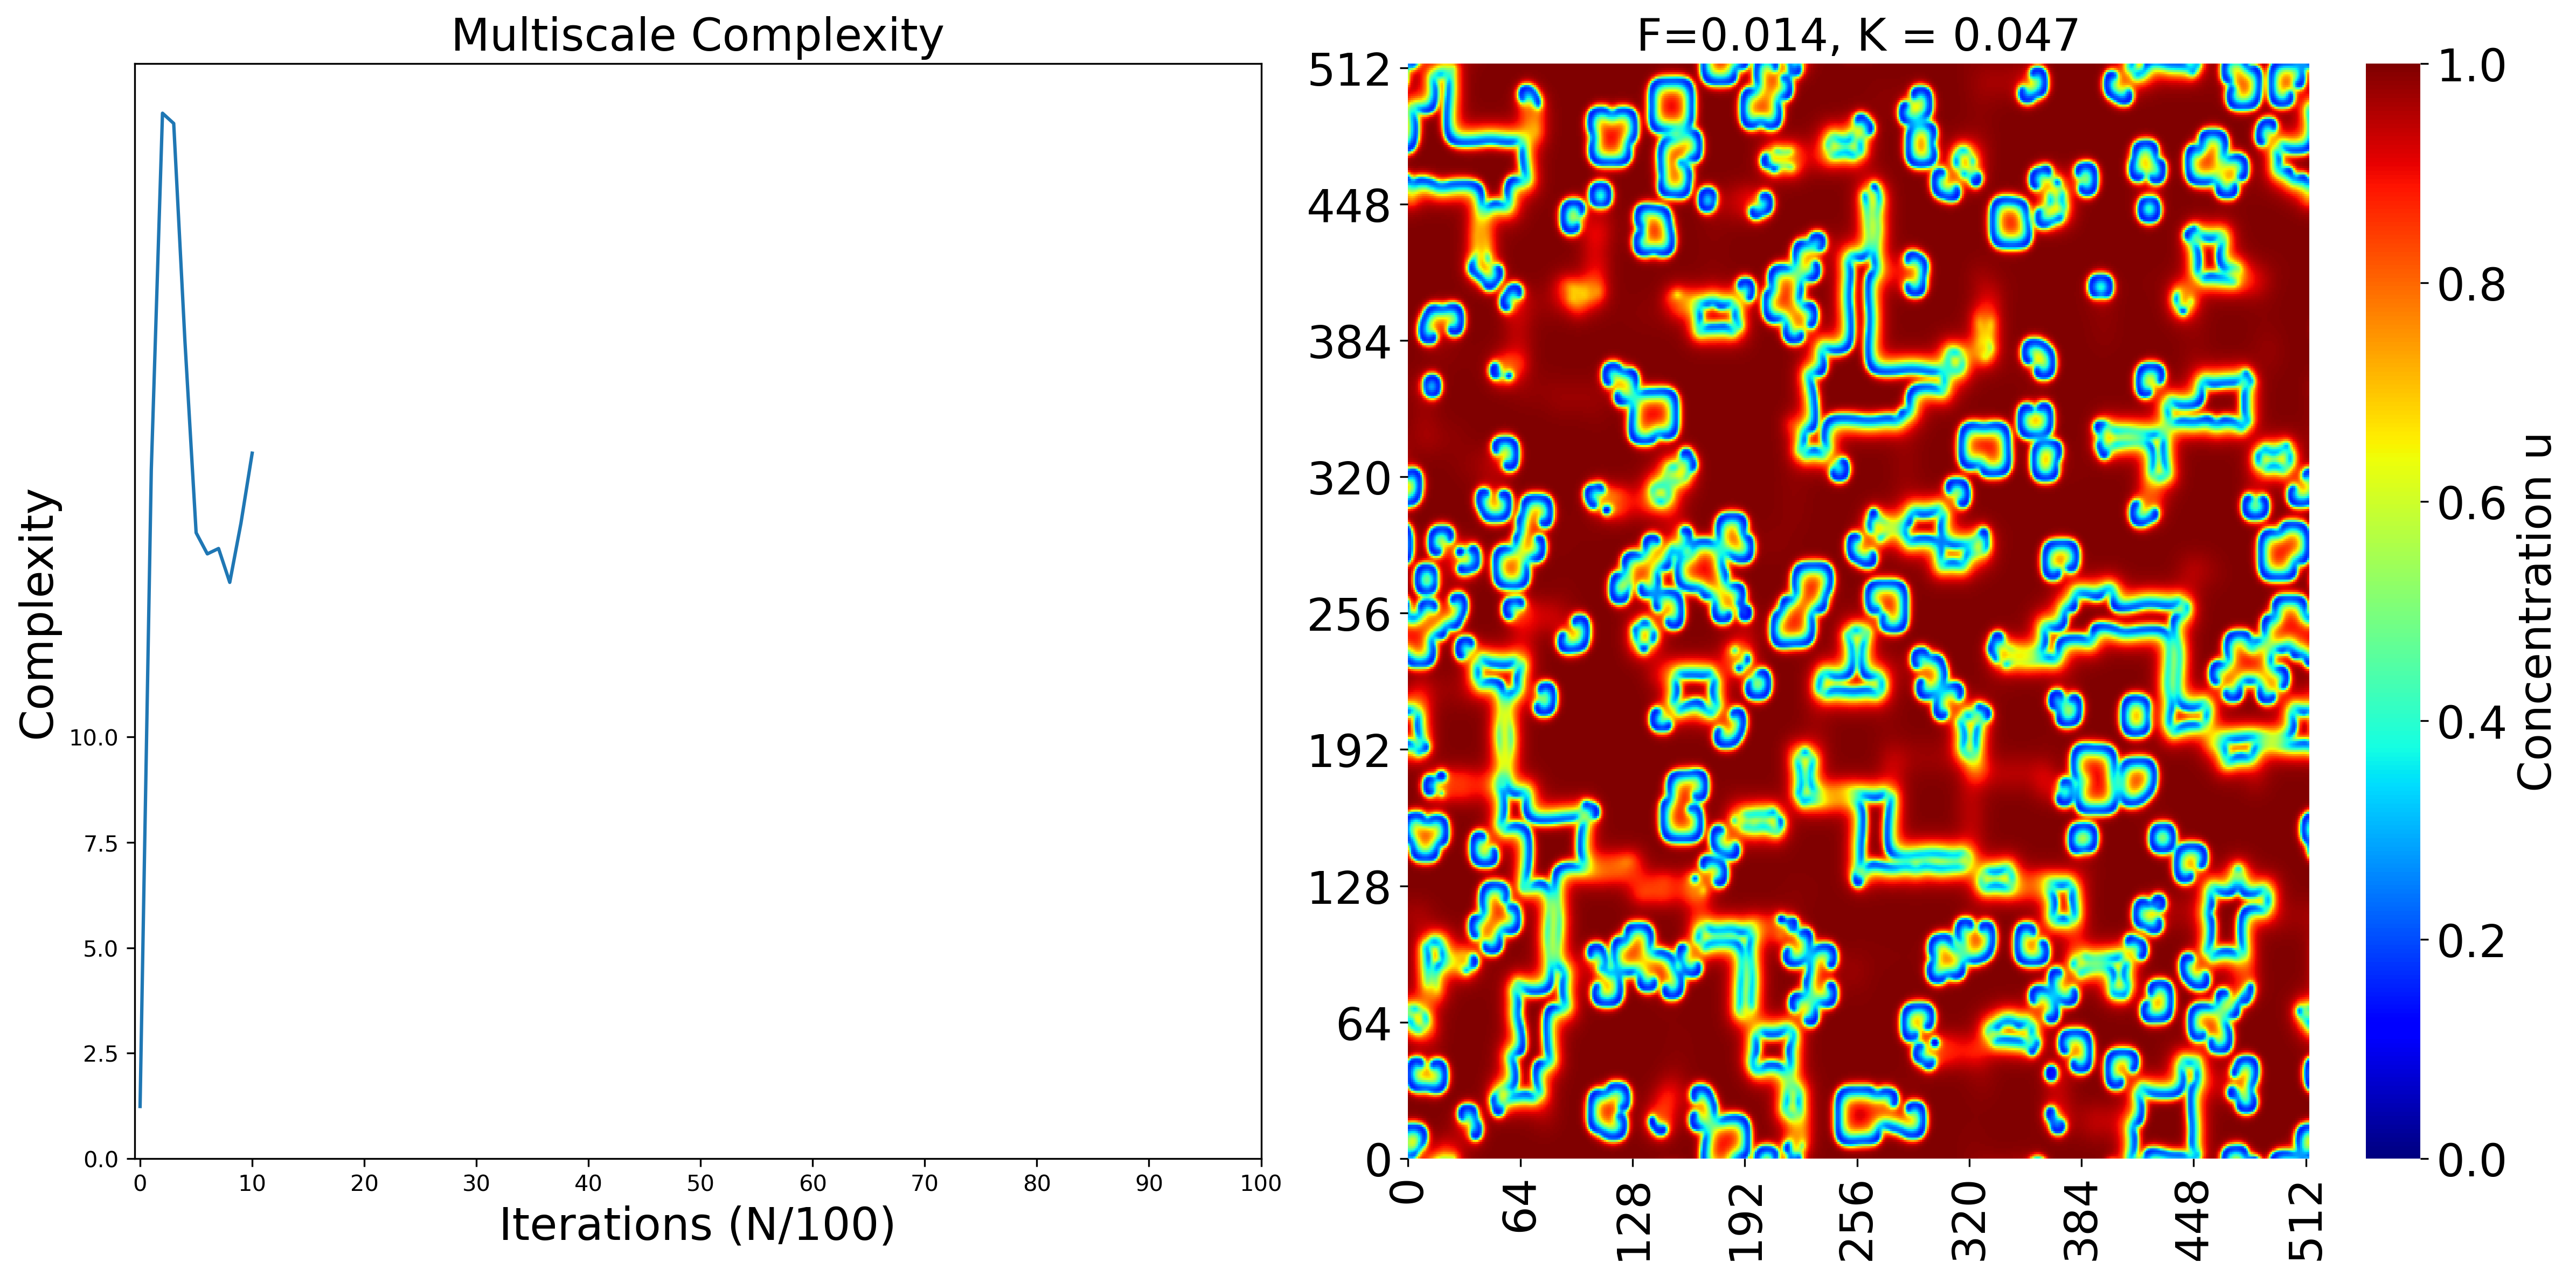 Multiscale Complexity
Complexity
10.0
7.5
5.0
2.5
0.0
0 10 20 30 40 50 60 70 80 90 100
Iterations (N/100)
F=0.014, K = 0.047
512
448
384
320
256
192
128
64
0
0 64 128 192 256 320 384 448 512
1.0
0.8
0.6
0.4
0.2
0.0
Concentration u